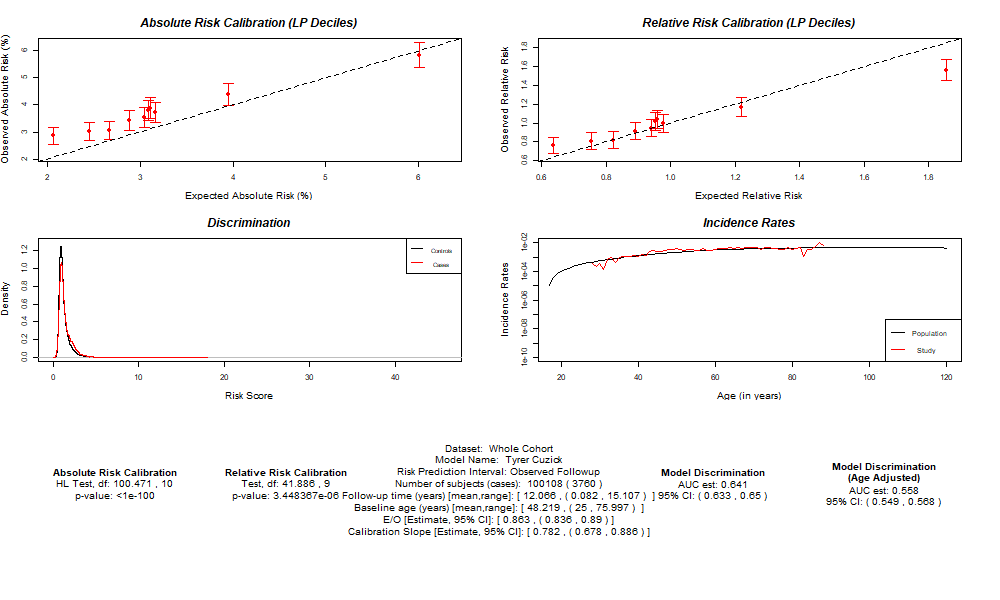 Absolute Risk Calibration (LP Deciles)
Observed Absolute Risk (%)
6
5
4
3
2
2 3 4 5 6
Expected Absolute Risk (%)
Relative Risk Calibration (LP Deciles)
Observed Relative Risk
1.8
1.6
1.4
1.2
1.0
0.8
0.6
0.6 0.8 1.0 1.2 1.4 1.6 1.8
Expected Relative Risk
Discrimination
Density
1.2
1.0
0.8
0.6
0.4
0.2
0.0
0 10 20 30 40
Risk Score
Controls
Cases
Incidence Rates
Incidence Rates
1e-02
1e-04
1e-06
1e-08
1e-10
20 40 60 80 100 120
Age (in years)
Population
Study
Absolute Risk Calibration
HL Test, df: 100.471 , 10
p-value: <1e-100
Relative Risk Calibration
Test, df: 41.886 , 9
p-value: 3.448367e-06
Dataset: Whole Cohort
Model Name: Tyrer Cuzick
Risk Prediction Interval: Observed Followup
Number of subjects (cases): 100108 ( 3760 )
Follow-up time (years) [mean,range]: [ 12.066 , ( 0.082 , 15.107 ) ]
Baseline age (years) [mean,range]: [ 48.219 , ( 25 , 75.997 ) ]
E/O [Estimate, 95% CI]: [ 0.863 , ( 0.836 , 0.89 ) ]
Calibration Slope [Estimate, 95% CI]: [ 0.782 , ( 0.678 , 0.886 ) ]
Model Discrimination
AUC est: 0.641
95% CI: ( 0.633 , 0.65 )
Model Discrimination
(Age Adjusted)
AUC est: 0.558
95% CI: ( 0.549 , 0.568 )